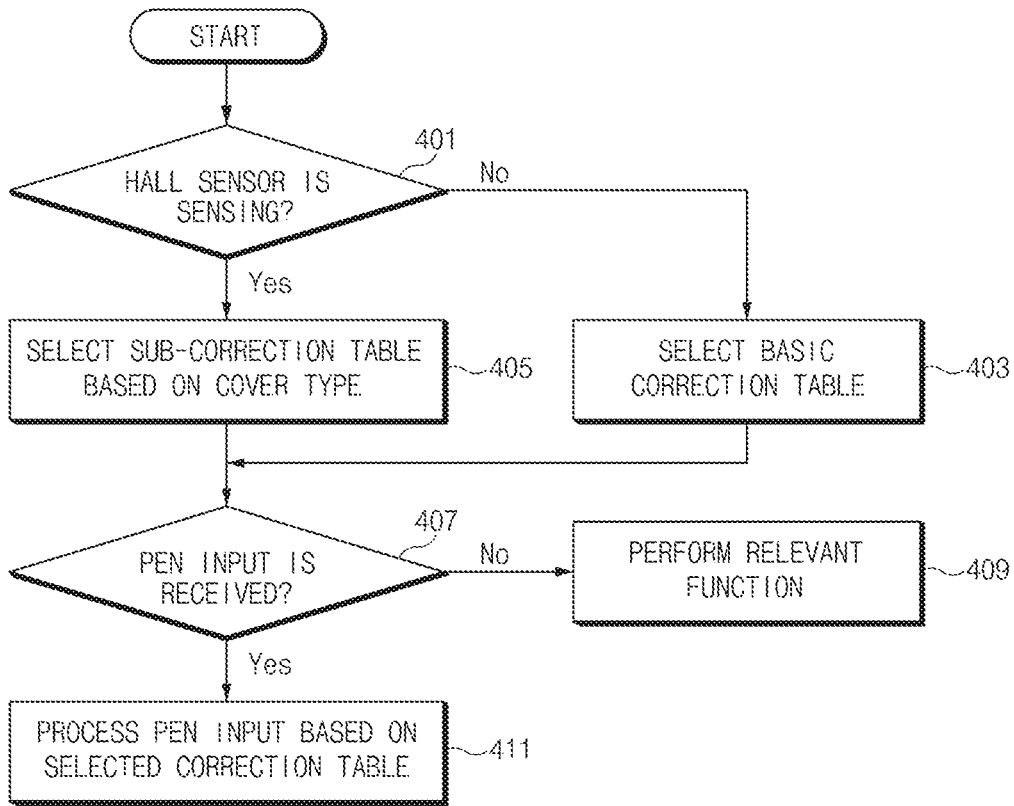 START
401
HALL SENSOR IS
SENSING?
No
Yes
SELECT SUB-CORRECTION TABLE
BASED ON COVER TYPE
405
SELECT BASIC
CORRECTION TABLE
403
407
PEN INPUT IS
RECEIVED?
No
PERFORM RELEVANT
FUNCTION
409
Yes
PROCESS PEN INPUT BASED ON
SELECTED CORRECTION TABLE
411